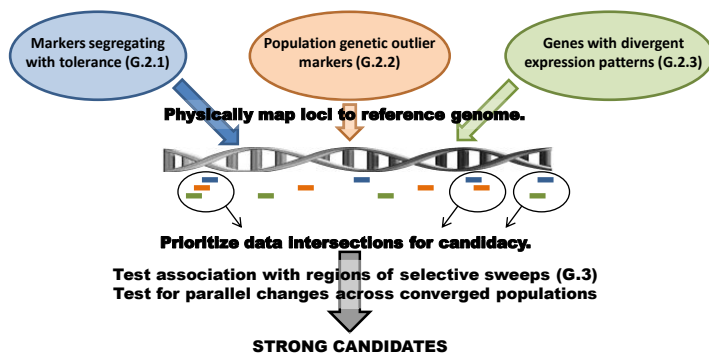 Markers segregating
with tolerance (G.2.1)
Population genetic outlier
markers (G.2.2)
Genes with divergent
expression patterns (G.2.3)
Physically map loci to reference genome.
Prioritize data intersections for candidacy.
Test association with regions of selective sweeps (G.3)
Test for parallel changes across converged populations
STRONG CANDIDATES